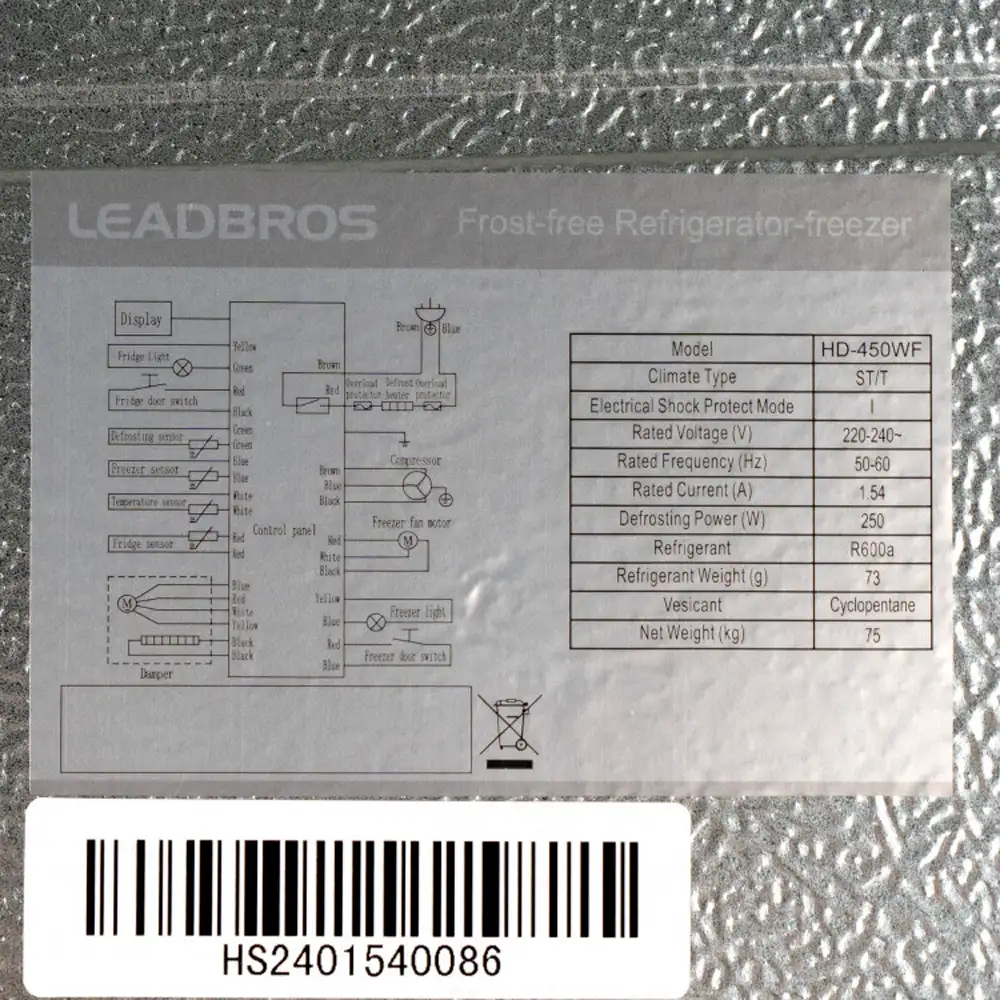 LEADBROS Frost-free Refrigerator-freezer
Display
Fridge light
Fridge door switch
Defrosting sensor
Freezer sensor
Temperature sensor
Fridge sensor
M
Damper
Yellow
Green
Red
Black
Green
Green
Blue
Blue
White
White
Red
Red
Blue
Red
White
Yellow
Black
Black
Control panel
Brown
Red
Brown
Blue
Black
Red
White
Black
Yellow
Blue
Red
Blue
Brown Blue
Overload protector
Defrost heater
Overload protector
Compressor
Freezer fan motor
M
Freezer light
Freezer door switch
Model HD-450WF
Climate Type ST/T
Electrical Shock Protect Mode I
Rated Voltage (V) 220-240~
Rated Frequency (Hz) 50-60
Rated Current (A) 1.54
Defrosting Power (W) 250
Refrigerant R600a
Refrigerant Weight (g) 73
Vesicant Cyclopentane
Net Weight (kg) 75
HS2401540086